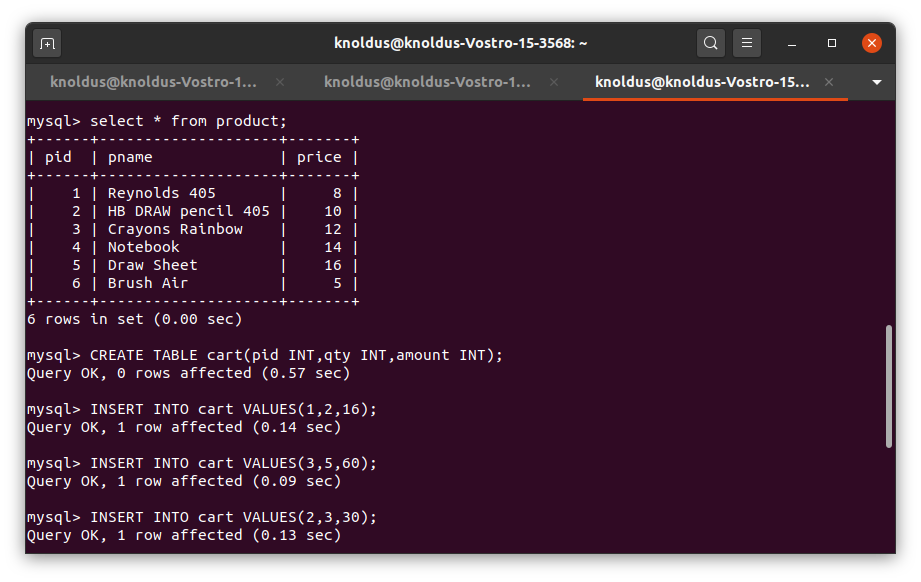 knoldus@knoldus-Vostro-15-3568: ~
knoldus@knoldus-Vostro-1... × knoldus@knoldus-Vostro-1... × knoldus@knoldus-Vostro-15... ×
mysql> select * from product;
+------+--------------------+-------+
| pid  | pname              | price |
+------+--------------------+-------+
|    1 | Reynolds 405       |     8 |
|    2 | HB DRAW pencil 405 |    10 |
|    3 | Crayons Rainbow    |    12 |
|    4 | Notebook           |    14 |
|    5 | Draw Sheet         |    16 |
|    6 | Brush Air          |     5 |
+------+--------------------+-------+
6 rows in set (0.00 sec)
mysql> CREATE TABLE cart(pid INT,qty INT,amount INT);
Query OK, 0 rows affected (0.57 sec)
mysql> INSERT INTO cart VALUES(1,2,16);
Query OK, 1 row affected (0.14 sec)
mysql> INSERT INTO cart VALUES(3,5,60);
Query OK, 1 row affected (0.09 sec)
mysql> INSERT INTO cart VALUES(2,3,30);
Query OK, 1 row affected (0.13 sec)